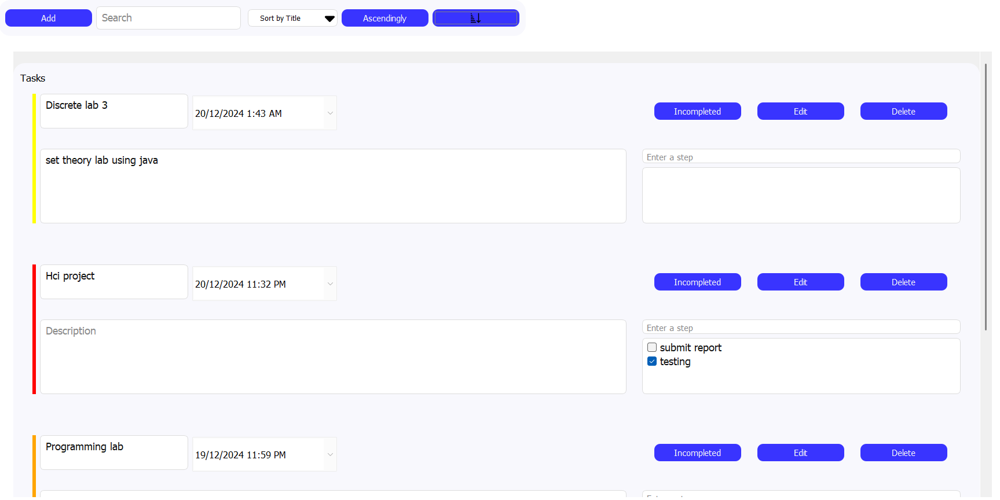 Add
Search
Sort by Title
Ascendingly
Tasks
Discrete lab 3
20/12/2024 1:43 AM
Incompleted
Edit
Delete
set theory lab using java
Enter a step
Hci project
20/12/2024 11:32 PM
Incompleted
Edit
Delete
Description
Enter a step
submit report
testing
Programming lab
19/12/2024 11:59 PM
Incompleted
Edit
Delete